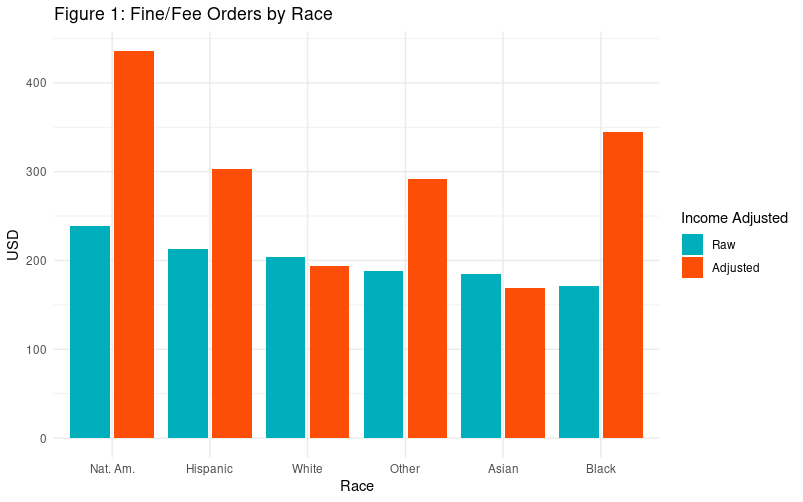 Figure 1: Fine/Fee Orders by Race
400
300
200
100
0
USD
Nat. Am.
Hispanic
White
Other
Asian
Black
Race
Income Adjusted
Raw
Adjusted